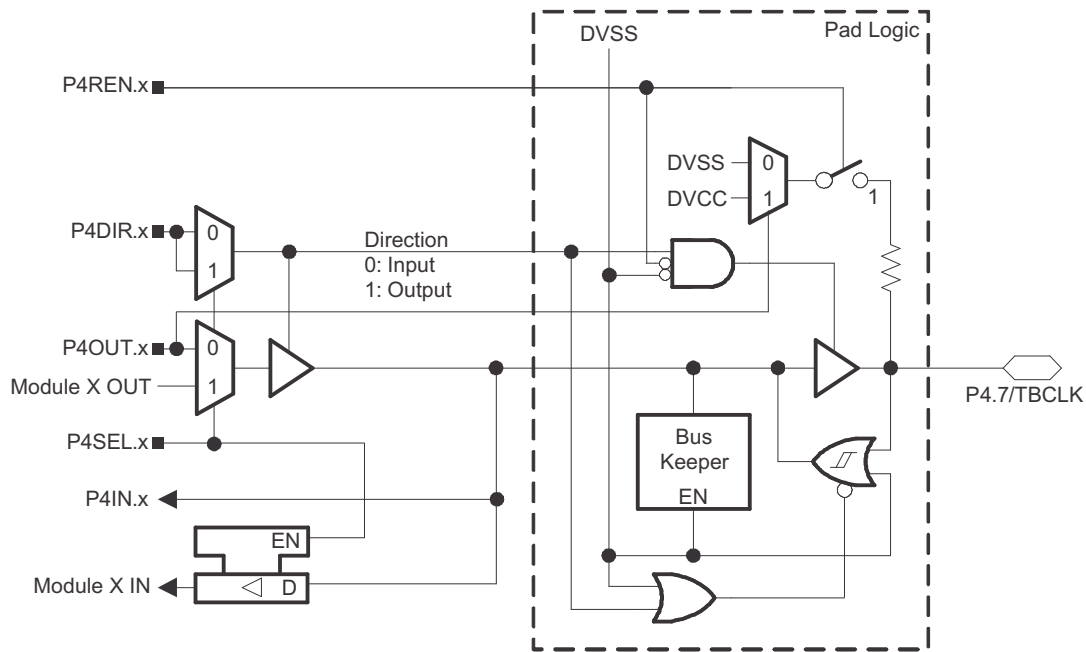 DVSS
Pad Logic
P4REN.x
DVSS
0
DVCC
1
1
P4DIR.x
0
1
Direction
0: Input
1: Output
P4OUT.x
0
Module X OUT
1
P4.7/TBCLK
P4SEL.x
Bus
Keeper
EN
P4IN.x
EN
Module X IN
D